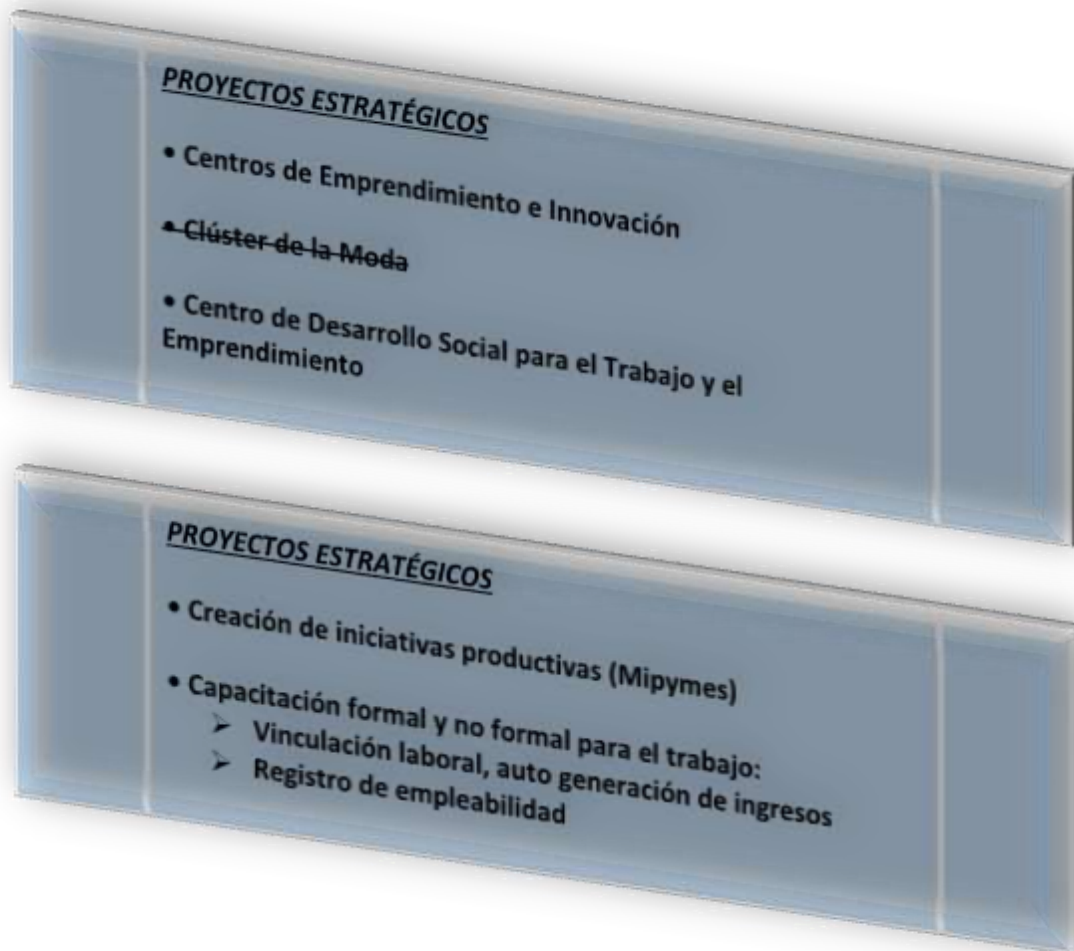 PROYECTOS ESTRATÉGICOS
• Centros de Emprendimiento e Innovación
• Clúster de la Moda
• Centro de Desarrollo Social para el Trabajo y el
Emprendimiento
PROYECTOS ESTRATÉGICOS
• Creación de iniciativas productivas (Mipymes)
• Capacitación formal y no formal para el trabajo:
➢ Vinculación laboral, auto generación de ingresos
➢ Registro de empleabilidad